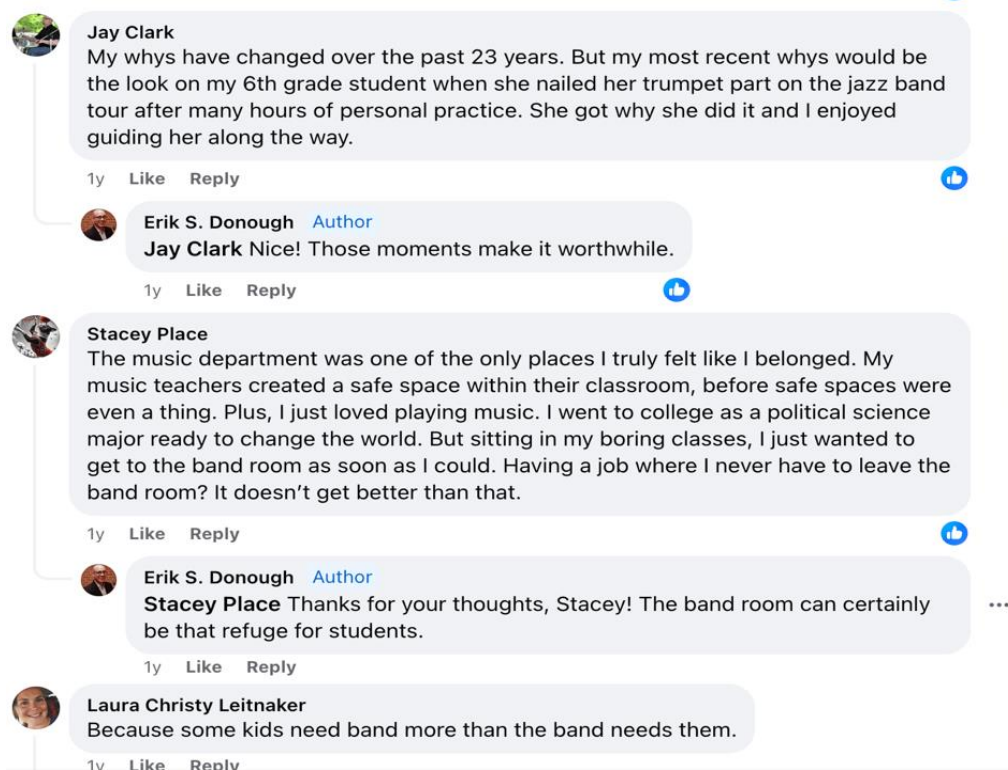 Jay Clark
My whys have changed over the past 23 years. But my most recent whys would be
the look on my 6th grade student when she nailed her trumpet part on the jazz band
tour after many hours of personal practice. She got why she did it and I enjoyed
guiding her along the way.
1y Like Reply
Erik S. Donough Author
Jay Clark Nice! Those moments make it worthwhile.
1y Like Reply
Stacey Place
The music department was one of the only places I truly felt like I belonged. My
music teachers created a safe space within their classroom, before safe spaces were
even a thing. Plus, I just loved playing music. I went to college as a political science
major ready to change the world. But sitting in my boring classes, I just wanted to
get to the band room as soon as I could. Having a job where I never have to leave the
band room? It doesn’t get better than that.
1y Like Reply
Erik S. Donough Author
Stacey Place Thanks for your thoughts, Stacey! The band room can certainly
be that refuge for students.
1y Like Reply
Laura Christy Leitnaker
Because some kids need band more than the band needs them.
1y Like Reply